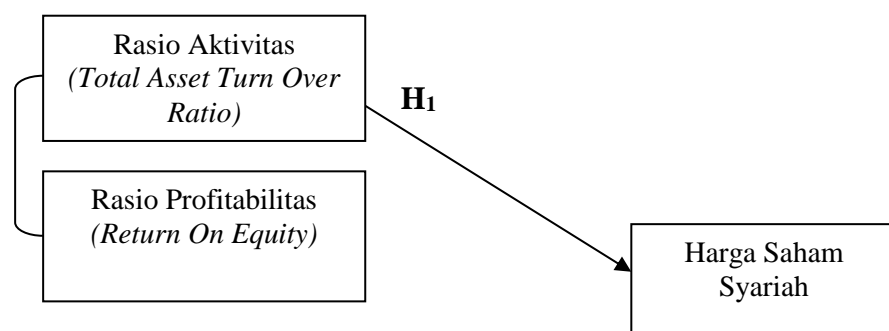 Rasio Aktivitas
(Total Asset Turn Over
Ratio)
H1
Rasio Profitabilitas
(Return On Equity)
Harga Saham
Syariah